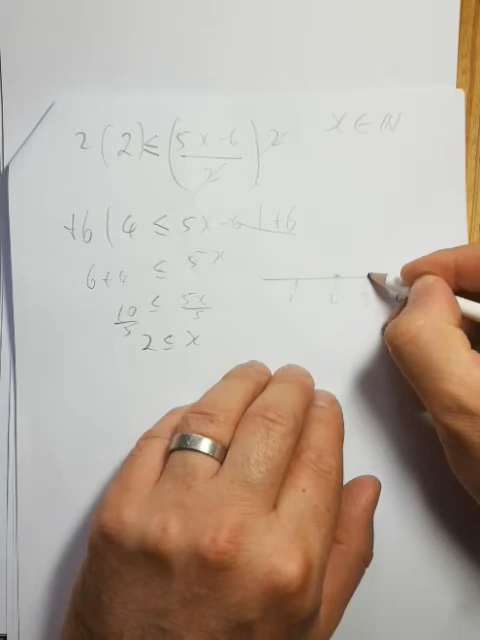 2 ( 2 ) ≤ ( 5x - 6 / 2 ) 2 x ∈ ℕ
+6 | 4 ≤ 5x - 6 | +6
6+4 ≤ 5x
10/5 ≤ 5x/5
2 ≤ x
1 2 3